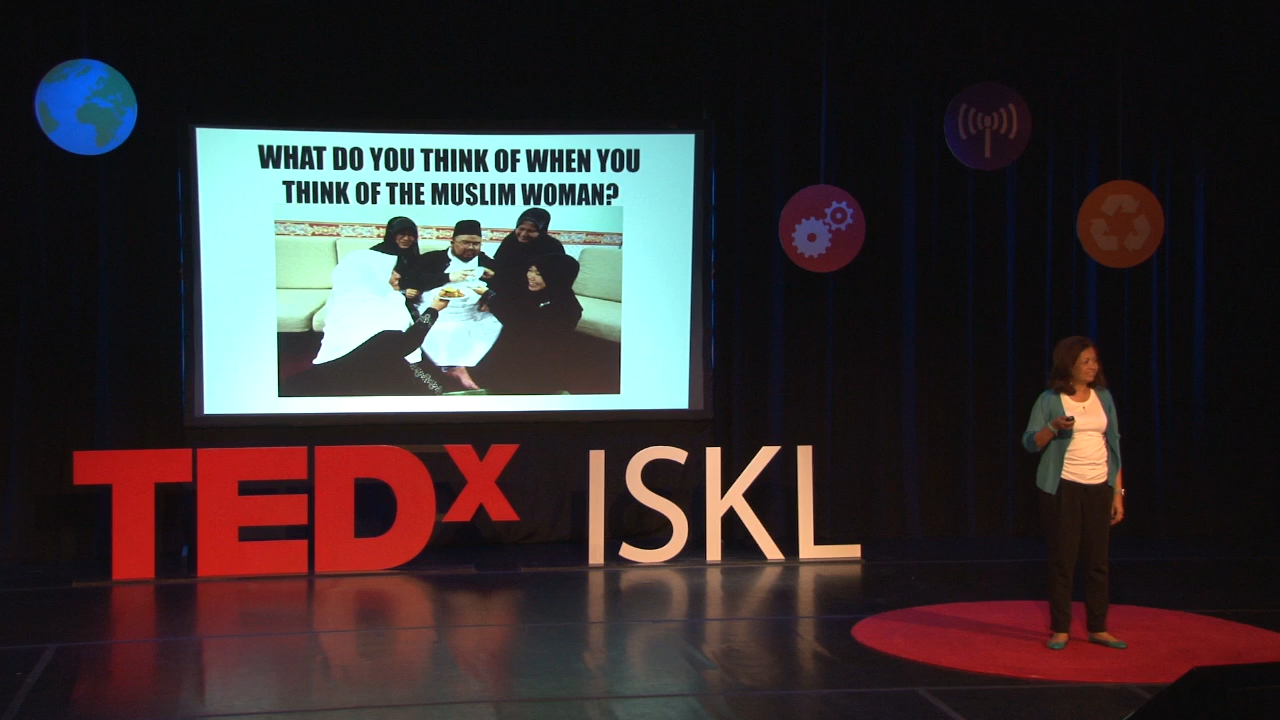 WHAT DO YOU THINK OF WHEN YOU
THINK OF THE MUSLIM WOMAN?
TEDx ISKL